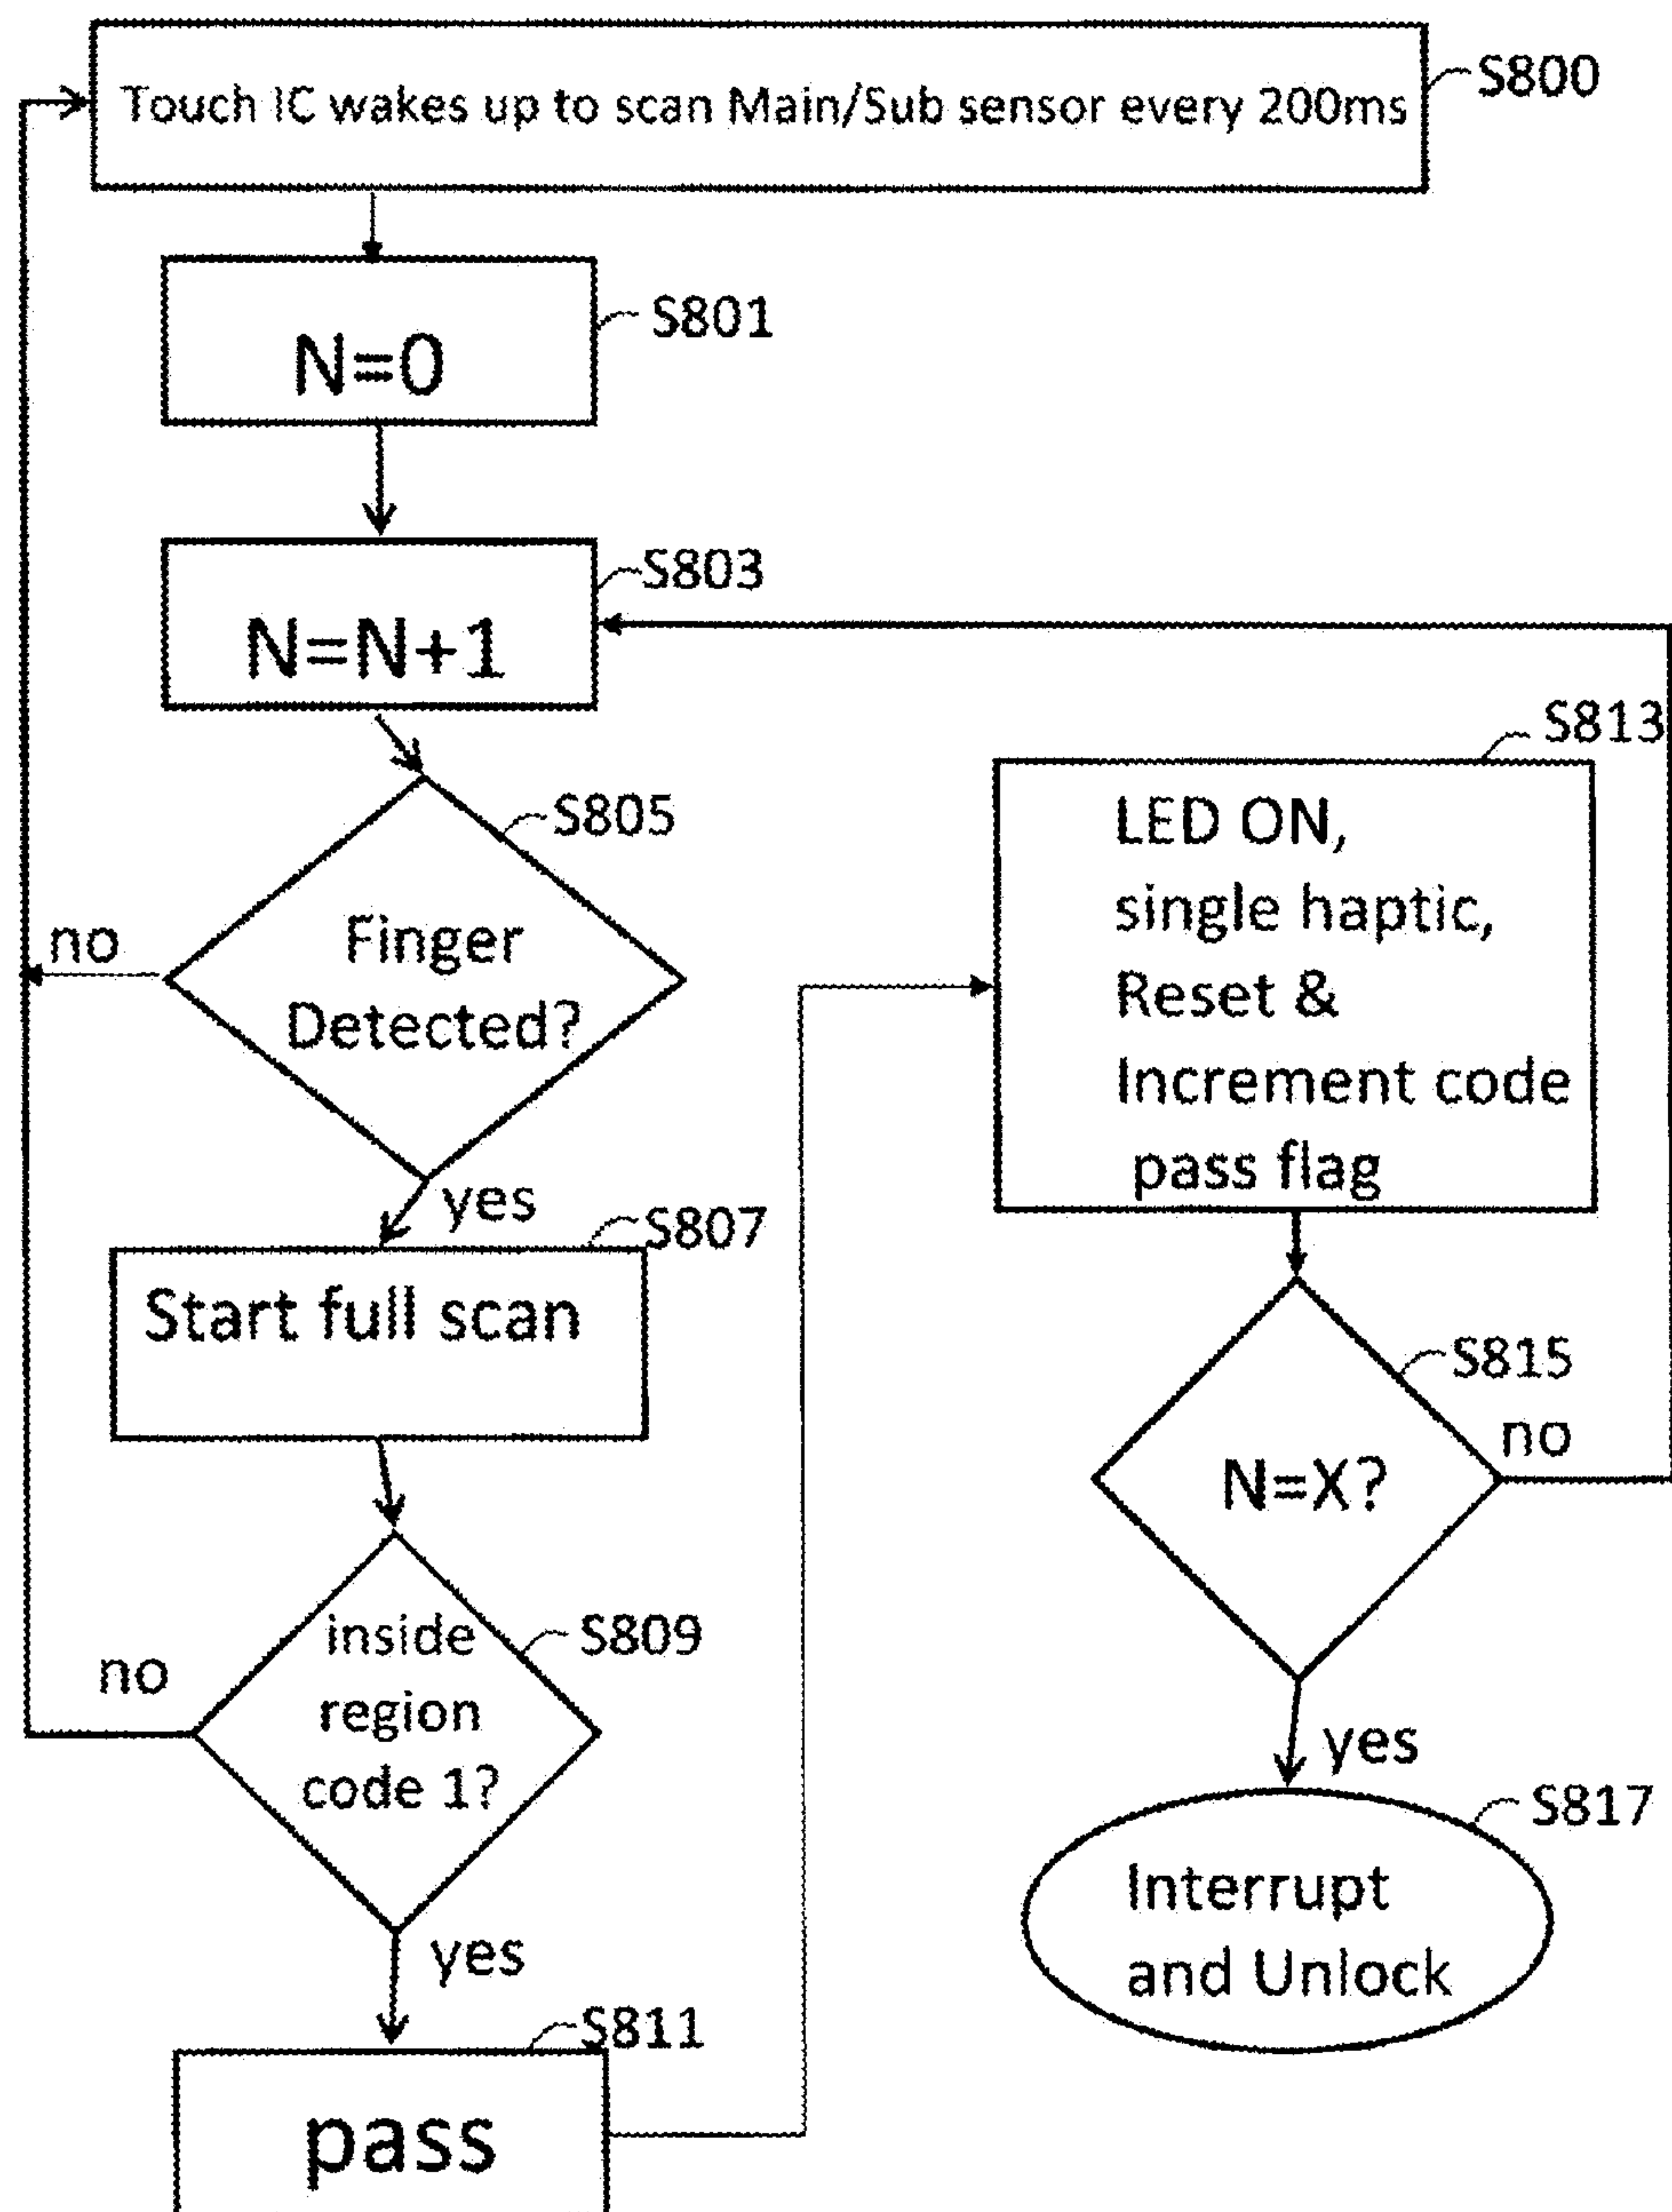 Touch IC wakes up to scan Main/Sub sensor every 200ms
S800
N=0
S801
N=N+1
S803
Finger
Detected?
S805
no
yes
Start full scan
S807
inside
region
code 1?
S809
no
yes
pass
S811
LED ON,
single haptic,
Reset &
Increment code
pass flag
S813
N=X?
S815
no
yes
Interrupt
and Unlock
S817